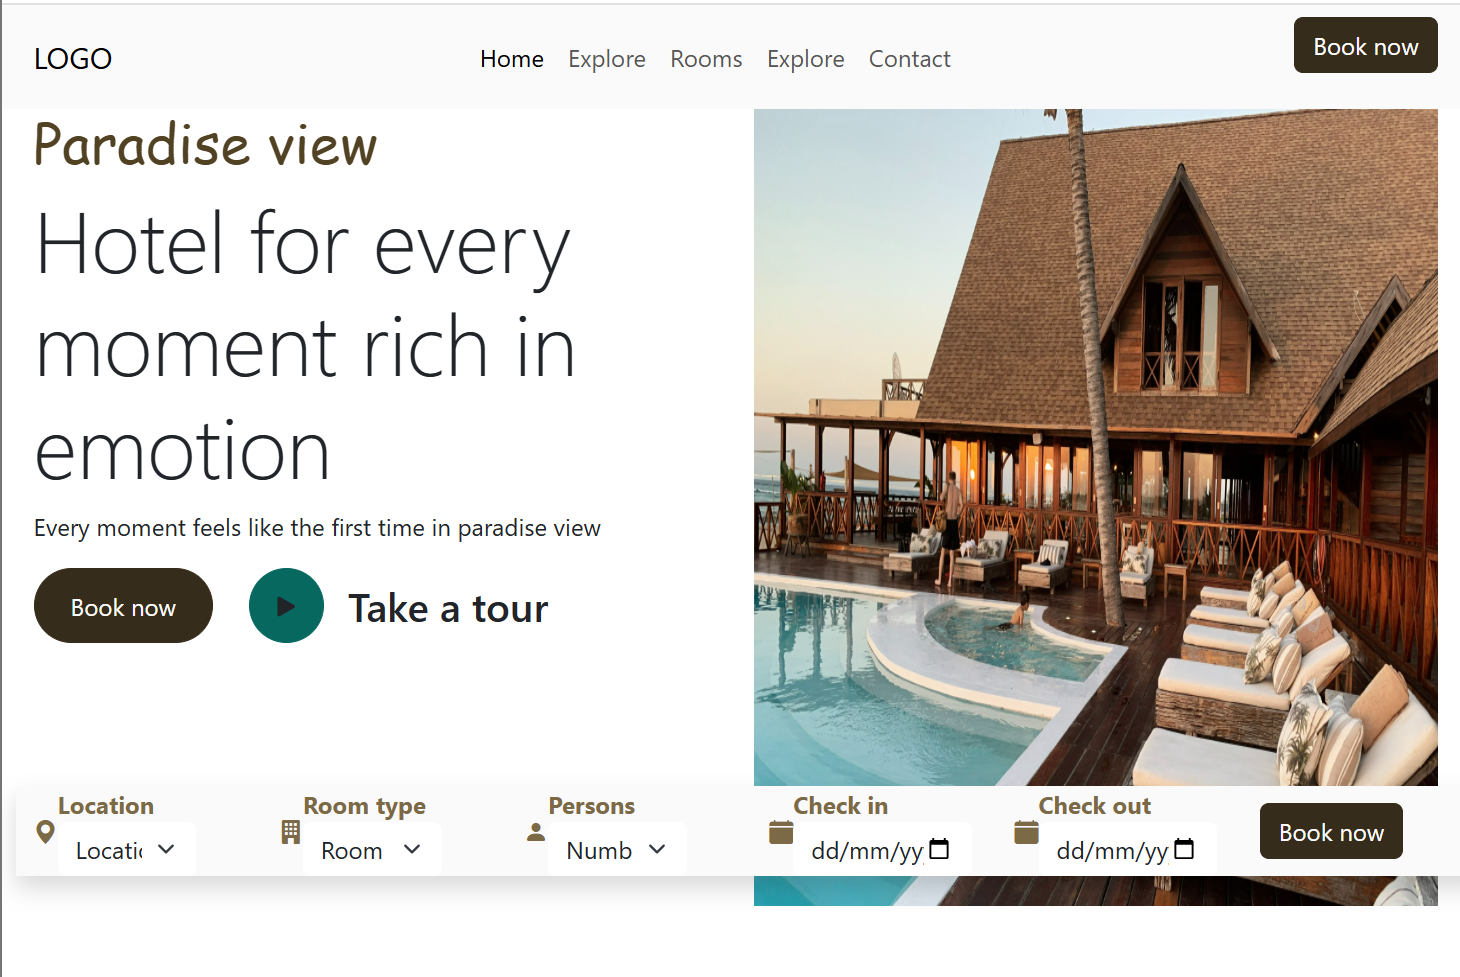 LOGO
Home Explore Rooms Explore Contact
Book now
Paradise view
Hotel for every
moment rich in
emotion
Every moment feels like the first time in paradise view
Book now Take a tour
Location Room type Persons Check in Check out
Locatic Room Numb dd/mm/yy dd/mm/yy Book now